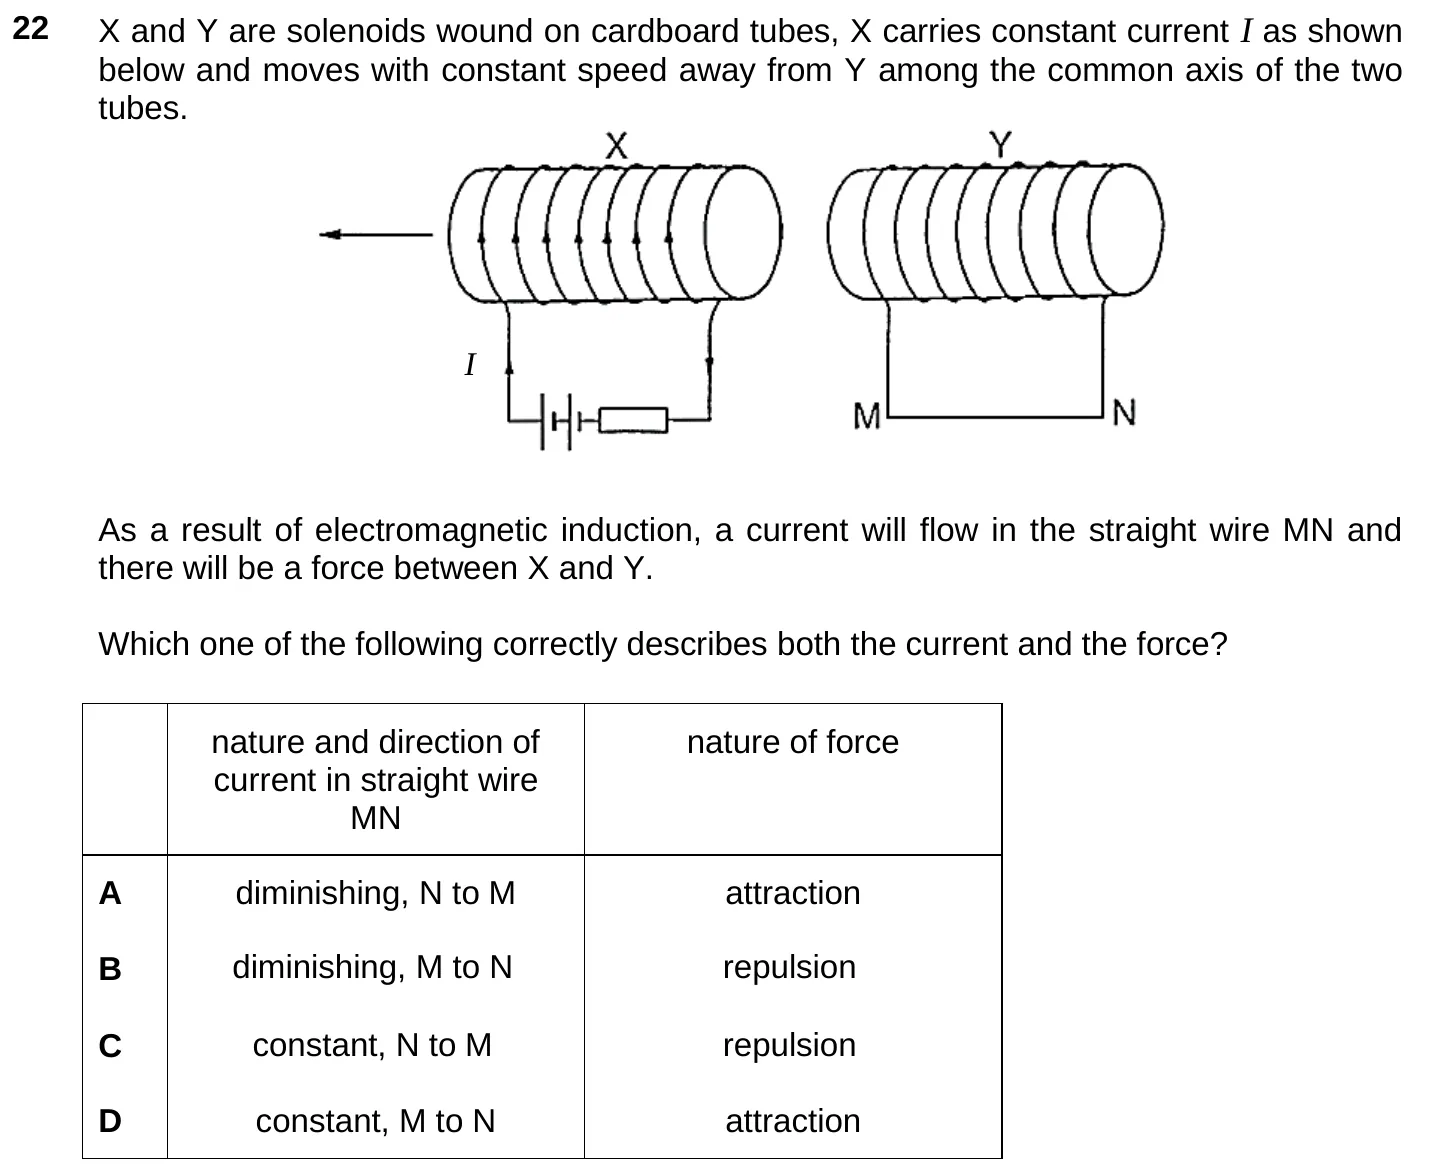 22 X and Y are solenoids wound on cardboard tubes, X carries constant current I as shown
below and moves with constant speed away from Y among the common axis of the two
tubes.
X
Y
I
M
N
As a result of electromagnetic induction, a current will flow in the straight wire MN and
there will be a force between X and Y.
Which one of the following correctly describes both the current and the force?
nature and direction of
current in straight wire
MN
nature of force
A diminishing, N to M attraction
B diminishing, M to N repulsion
C constant, N to M repulsion
D constant, M to N attraction